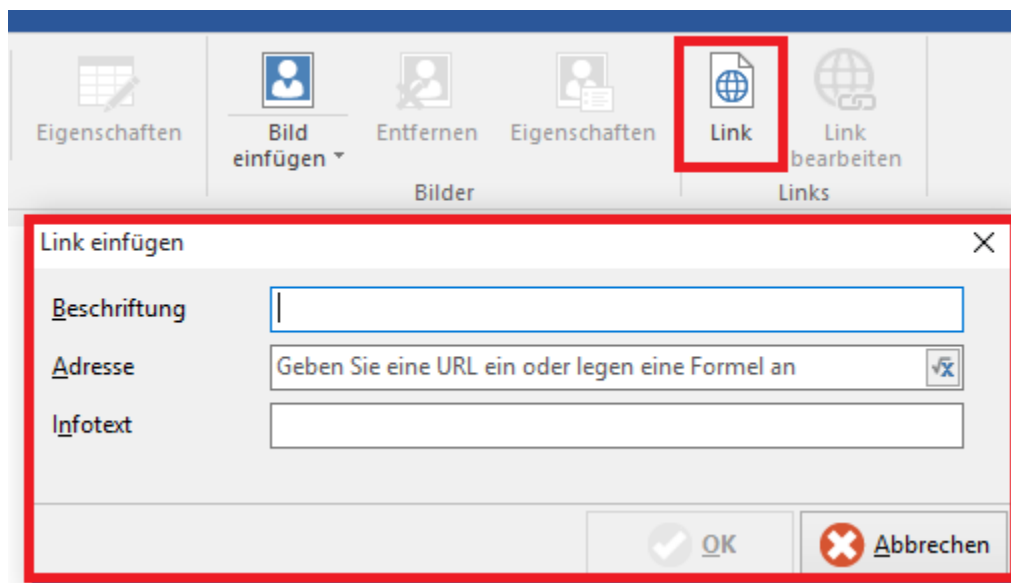 Eigenschaften
Bild
einfügen
Entfernen
Eigenschaften
Link
Link
bearbeiten
Bilder
Links
Link einfügen
Beschriftung
Adresse
Geben Sie eine URL ein oder legen eine Formel an
Infotext
OK
Abbrechen